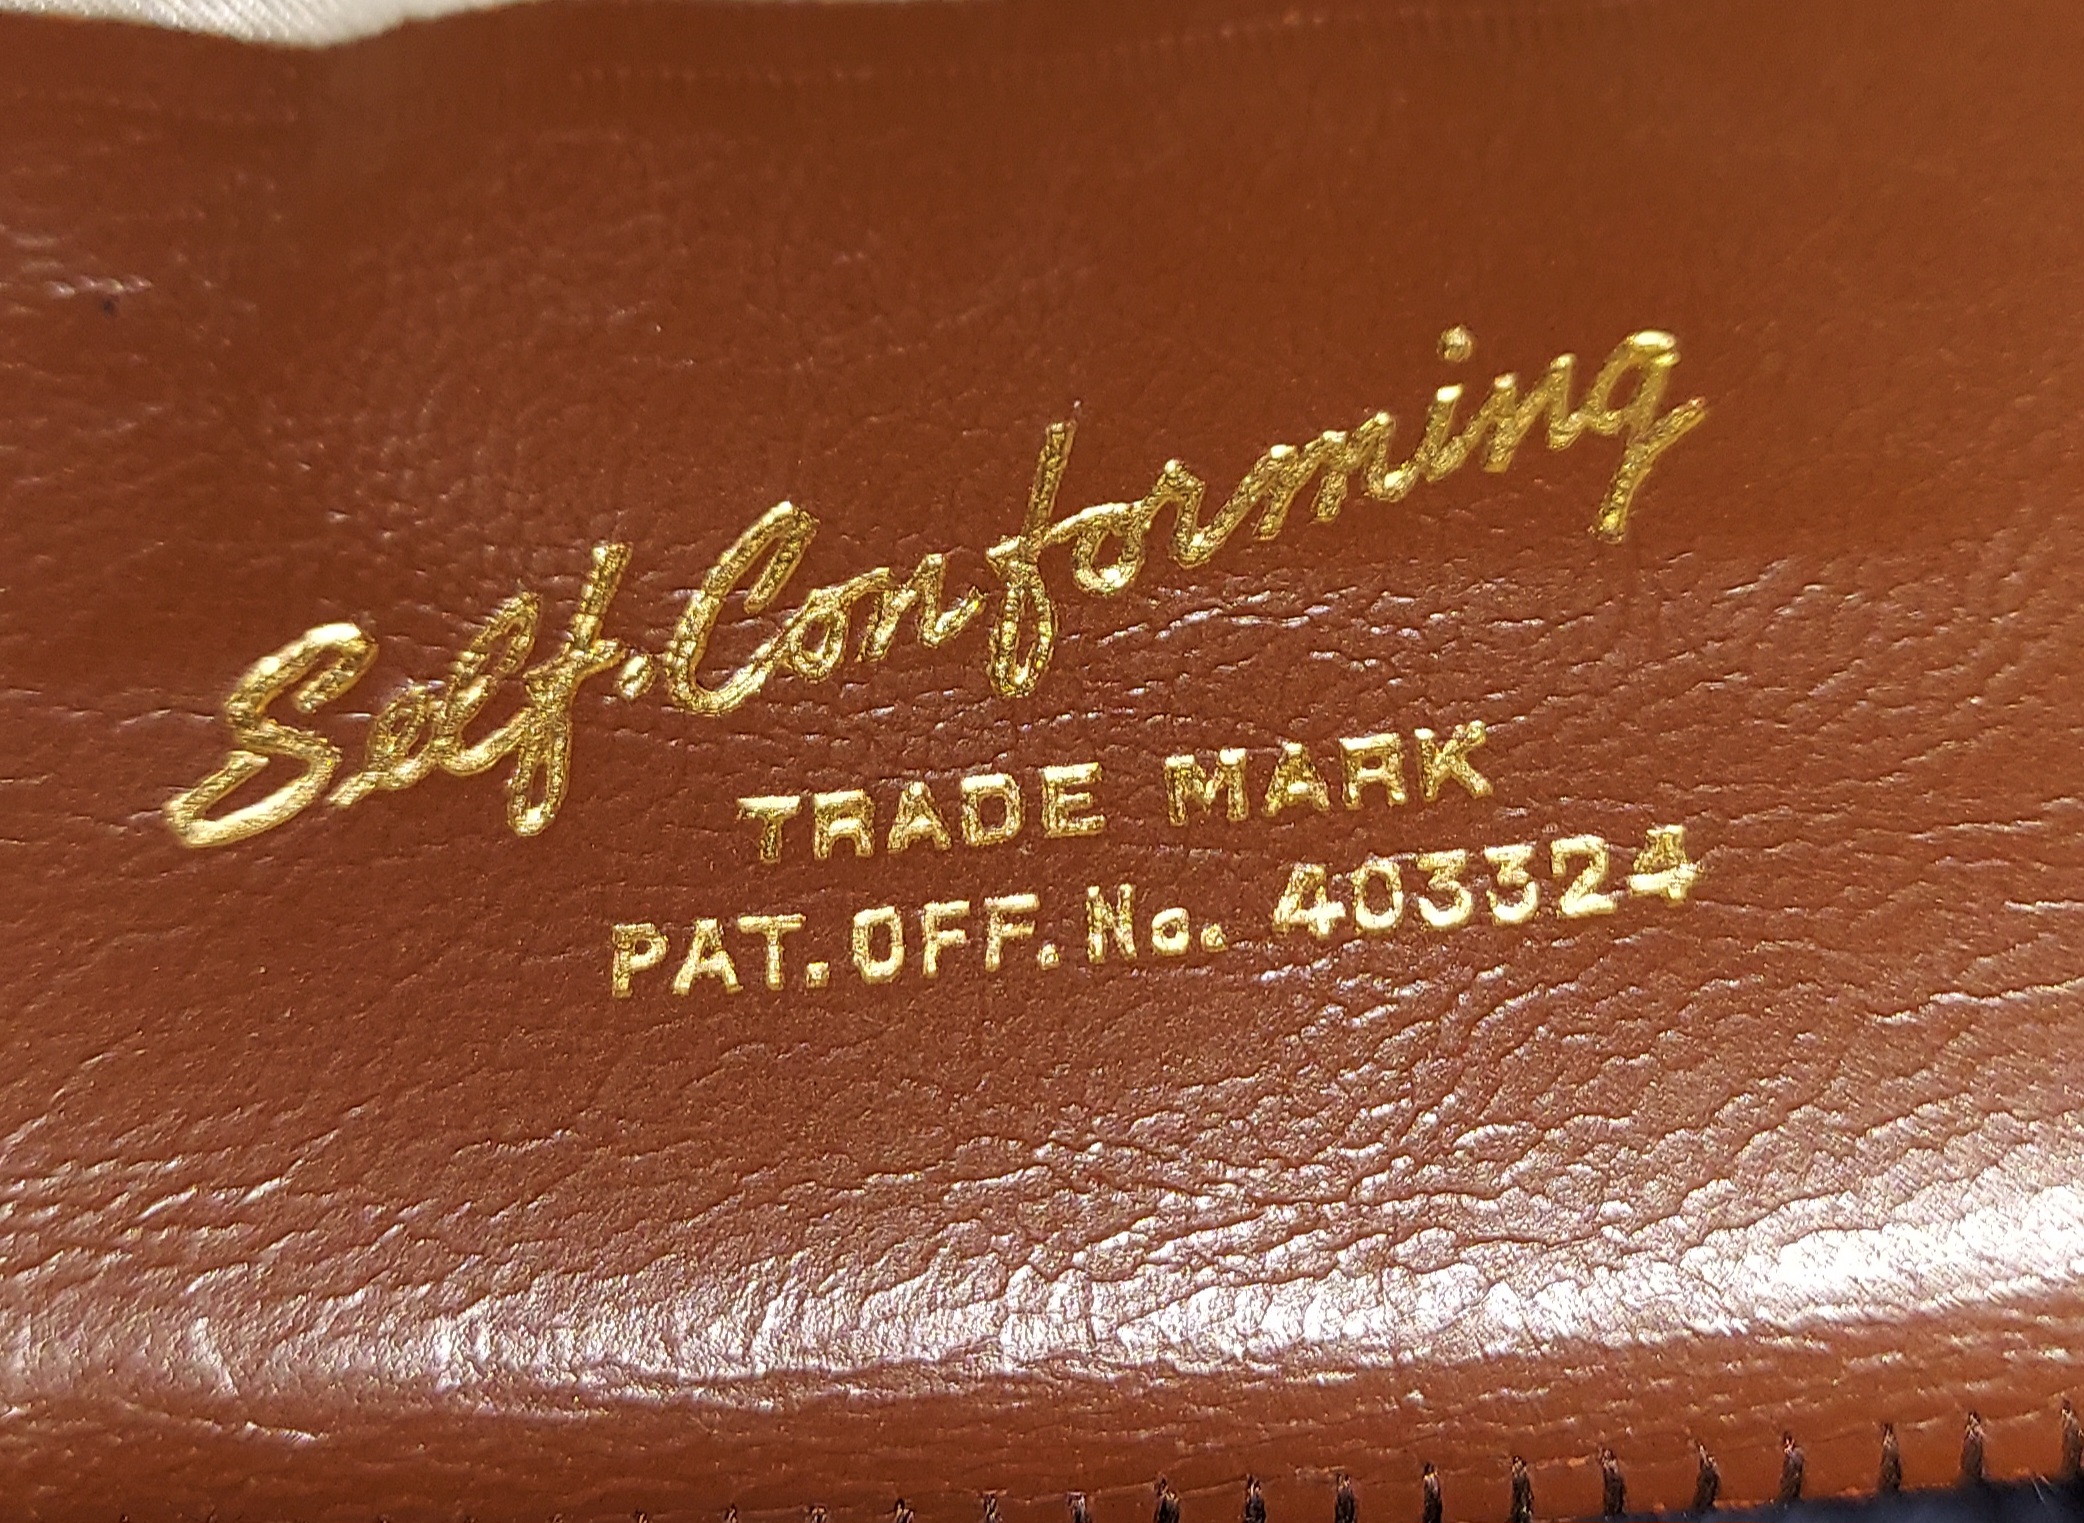 Self-Conforming
TRADE MARK
PAT.OFF.No. 403324